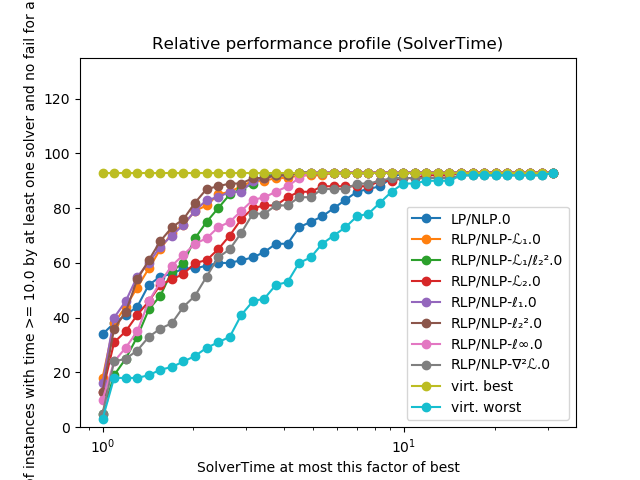 Relative performance profile (SolverTime)
of instances with time >= 10.0 by at least one solver and no fail for a
120
100
80
60
40
20
0
10⁰
10¹
SolverTime at most this factor of best
LP/NLP.0
RLP/NLP-ℒ₁.0
RLP/NLP-ℒ₁/ℓ₂².0
RLP/NLP-ℒ₂.0
RLP/NLP-ℓ₁.0
RLP/NLP-ℓ₂².0
RLP/NLP-ℓ∞.0
RLP/NLP-∇²ℒ.0
virt. best
virt. worst